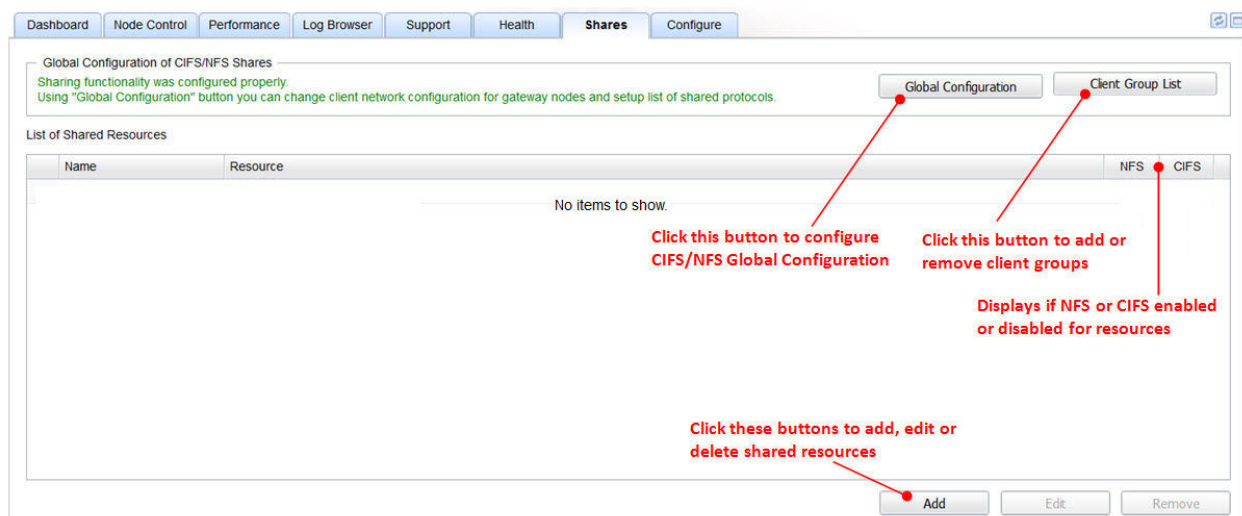 Dashboard Node Control Performance Log Browser Support Health Shares Configure
Global Configuration of CIFS/NFS Shares
Sharing functionality was configured properly.
Using "Global Configuration" button you can change client network configuration for gateway nodes and setup list of shared protocols.
Global Configuration Client Group List
List of Shared Resources
Name Resource NFS CIFS
No items to show.
Click this button to configure
CIFS/NFS Global Configuration
Click this button to add or
remove client groups
Displays if NFS or CIFS enabled
or disabled for resources
Click these buttons to add, edit or
delete shared resources
Add Edit Remove